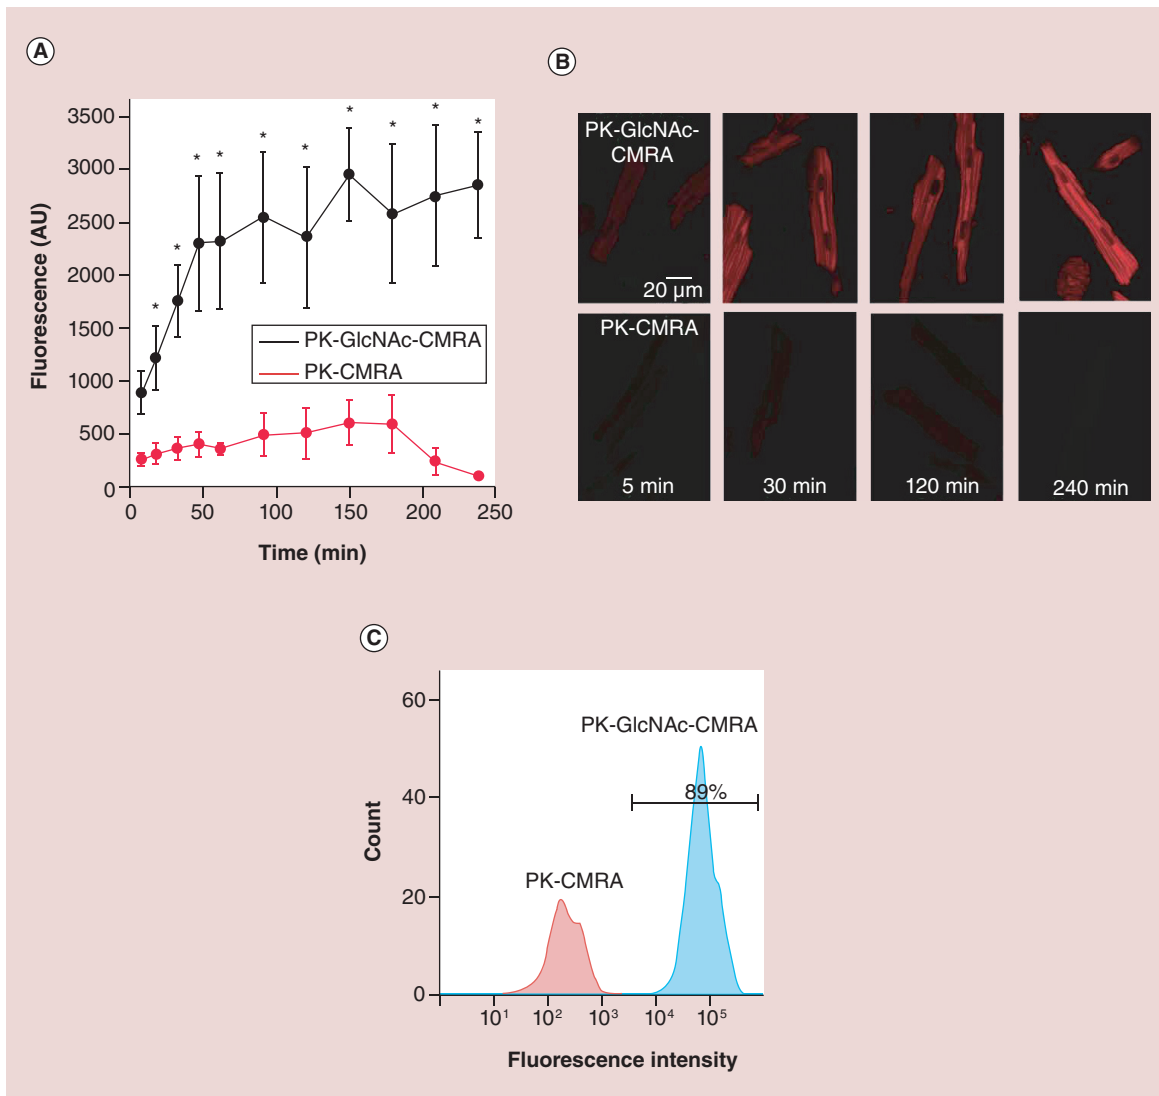 A
3500
3000
2500
2000
1500
1000
500
0
Fluorescence (AU)
* * * * * * * * * *
PK-GlcNAc-CMRA
PK-CMRA
0 50 100 150 200 250
Time (min)
B
PK-GlcNAc-
CMRA
20 µm
PK-CMRA
5 min 30 min 120 min 240 min
C
60
40
20
0
Count
PK-GlcNAc-CMRA
89%
PK-CMRA
10¹ 10² 10³ 10⁴ 10⁵
Fluorescence intensity